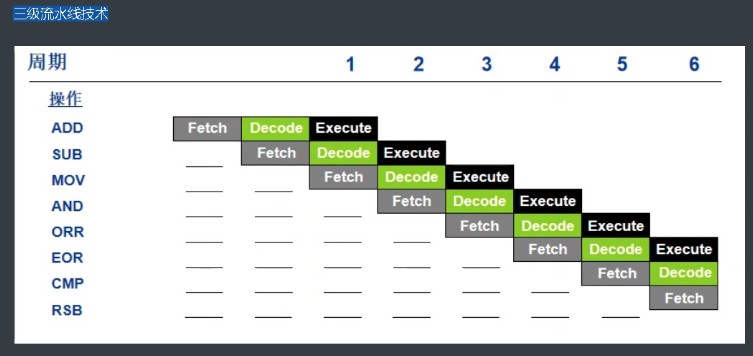 三级流水线技术
周期 1 2 3 4 5 6
操作
ADD Fetch Decode Execute
SUB Fetch Decode Execute
MOV Fetch Decode Execute
AND Fetch Decode Execute
ORR Fetch Decode Execute
EOR Fetch Decode Execute
CMP Fetch Decode
RSB Fetch